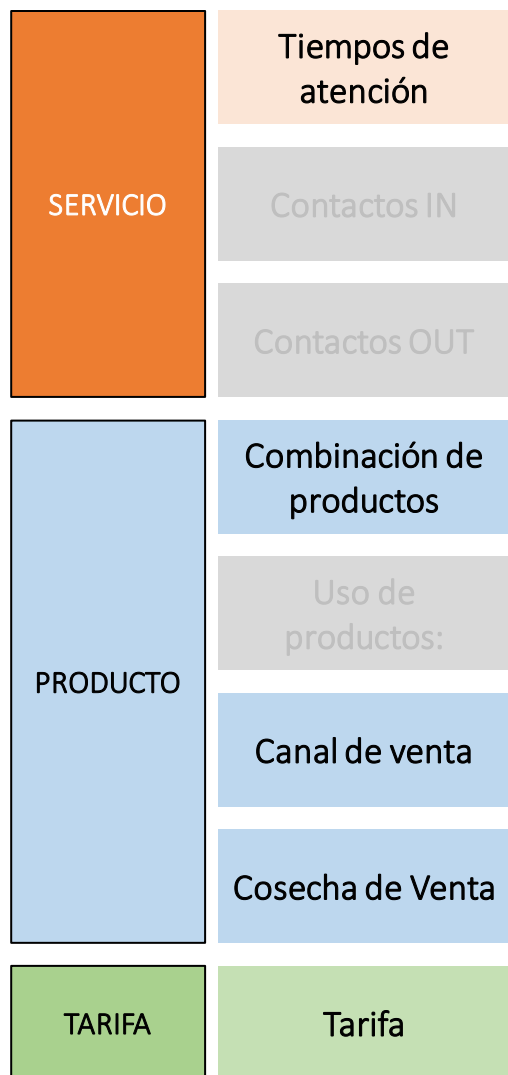 SERVICIO
Tiempos de
atención
Contactos IN
Contactos OUT
PRODUCTO
Combinación de
productos
Uso de
productos:
Canal de venta
Cosecha de Venta
TARIFA
Tarifa